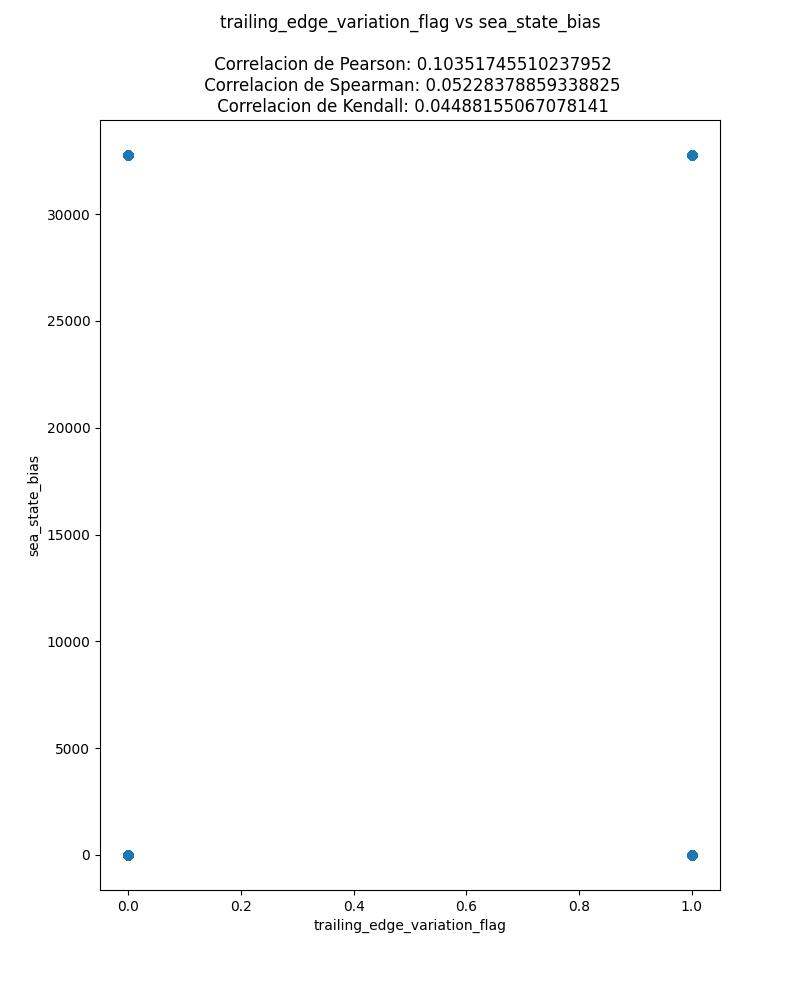 trailing_edge_variation_flag vs sea_state_bias
Correlacion de Pearson: 0.10351745510237952
Correlacion de Spearman: 0.05228378859338825
Correlacion de Kendall: 0.04488155067078141
30000
25000
20000
15000
10000
5000
0
sea_state_bias
0.0 0.2 0.4 0.6 0.8 1.0
trailing_edge_variation_flag